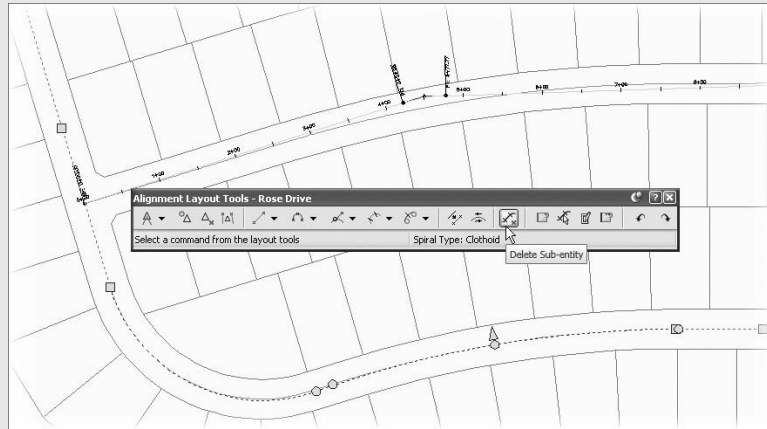 4+00
5+00
6+00
7+00
8+00
3+00
2+00
1+00
Alignment Layout Tools - Rose Drive
Select a command from the layout tools
Spiral Type: Clothoid
Delete Sub-entity